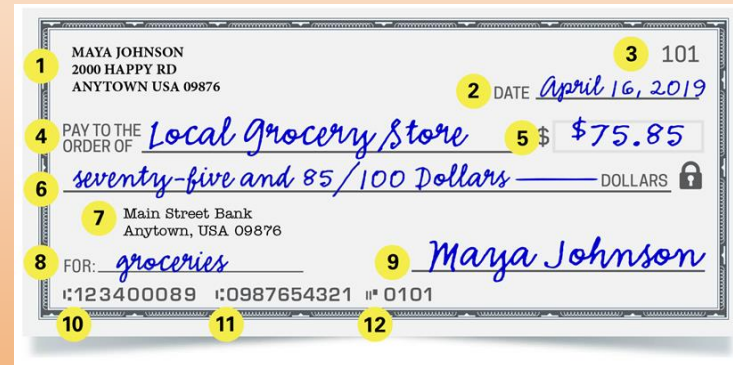 MAYA JOHNSON
2000 HAPPY RD
ANYTOWN USA 09876
1
3 101
2 DATE April 16, 2019
4 PAY TO THE ORDER OF Local Grocery Store 5 $ $75.85
6 seventy-five and 85/100 Dollars DOLLARS
7 Main Street Bank
Anytown, USA 09876
8 FOR: groceries 9 Maya Johnson
⑆123400089 ⑆0987654321 ⑈0101
10 11 12